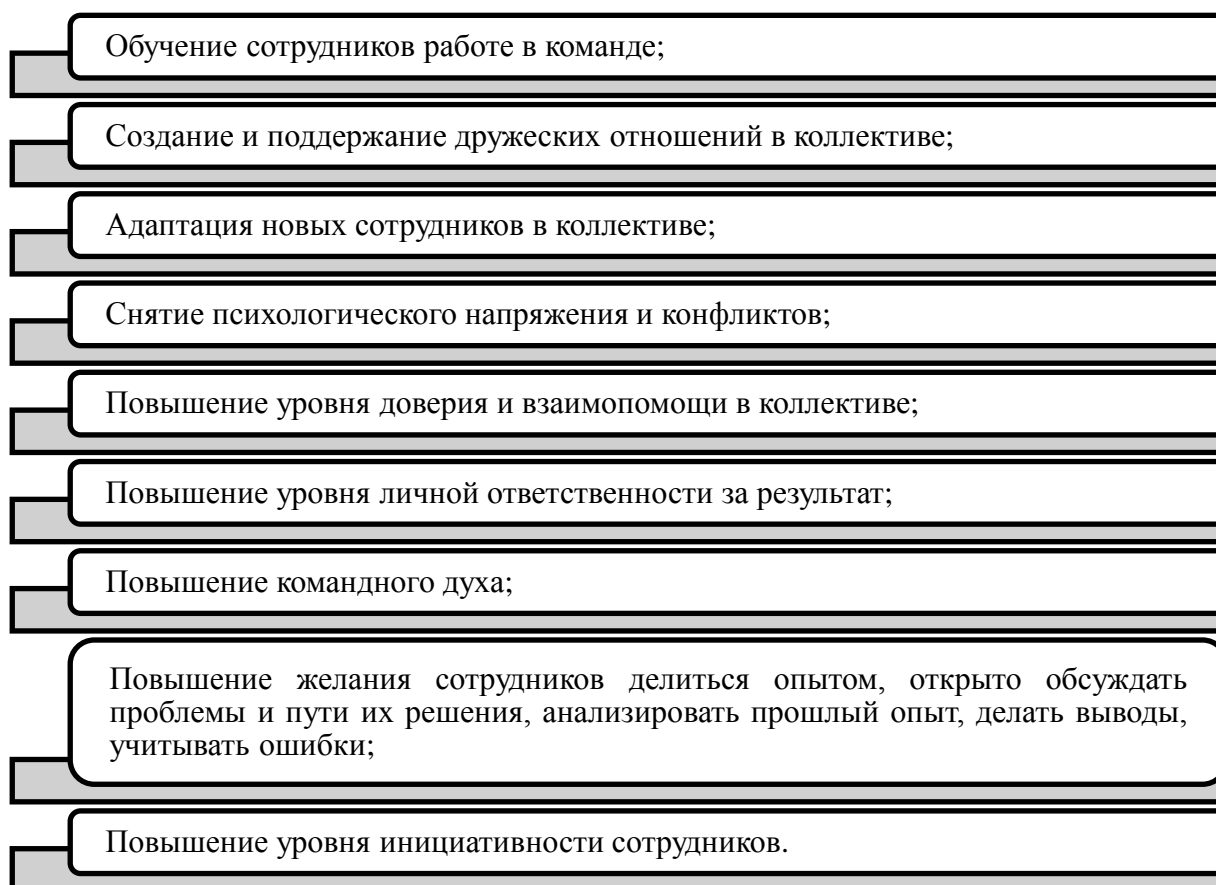 Обучение сотрудников работе в команде;
Создание и поддержание дружеских отношений в коллективе;
Адаптация новых сотрудников в коллективе;
Снятие психологического напряжения и конфликтов;
Повышение уровня доверия и взаимопомощи в коллективе;
Повышение уровня личной ответственности за результат;
Повышение командного духа;
Повышение желания сотрудников делиться опытом, открыто обсуждать
проблемы и пути их решения, анализировать прошлый опыт, делать выводы,
учитывать ошибки;
Повышение уровня инициативности сотрудников.